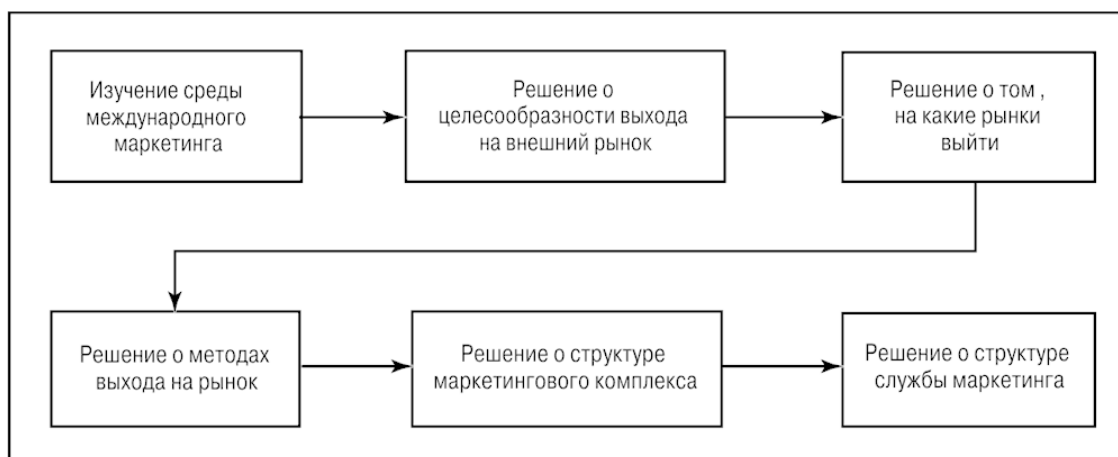 Изучение среды
международного
маркетинга
Решение о
целесообразности выхода
на внешний рынок
Решение о том ,
на какие рынки
выйти
Решение о методах
выхода на рынок
Решение о структуре
маркетингового комплекса
Решение о структуре
службы маркетинга